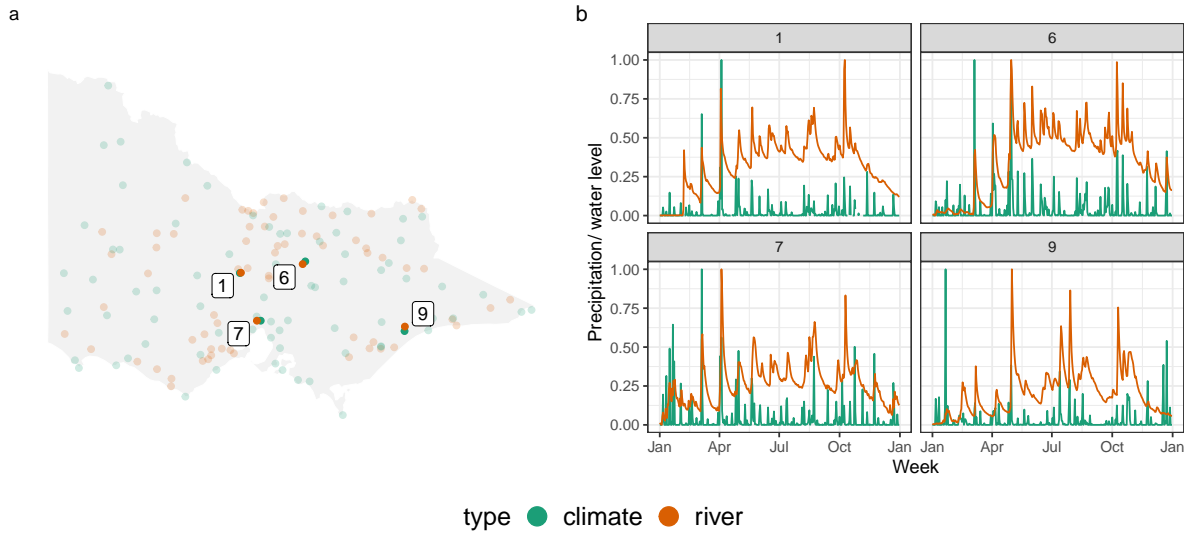 a
b
1
6
7
9
1
6
7
9
Precipitation/ water level
1.00
0.75
0.50
0.25
0.00
1.00
0.75
0.50
0.25
0.00
Jan Apr Jul Oct Jan
Jan Apr Jul Oct Jan
Week
type climate river